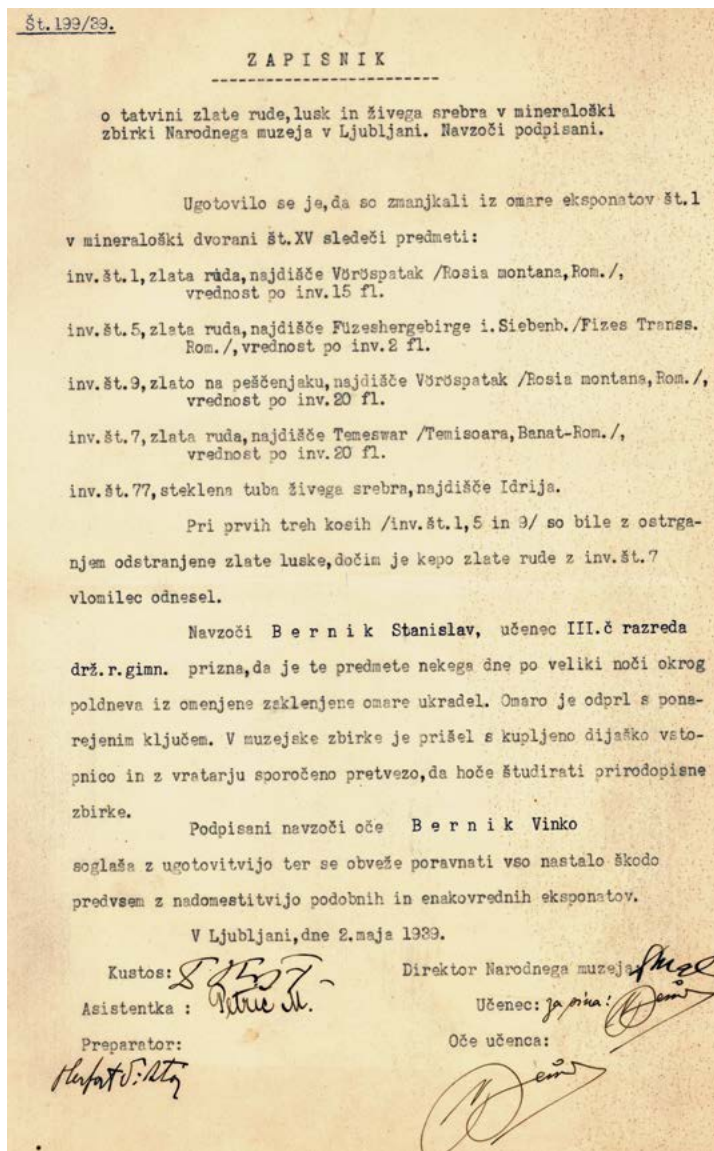 Št.199/39.
Z A P I S N I K
o tatvini zlate rude,lusk in živega srebra v mineraloški
zbirki Narodnega muzeja v Ljubljani. Navzoči podpisani.
Ugotovilo se je,da so zmanjkali iz omare eksponatov št.1
v mineraloški dvorani št.XV sledeči predmeti:
inv.št.1,zlata ruda,najdišče Vöröspatak /Rosia montana,Rom./,
vrednost po inv.15 fl.
inv.št.5,zlata ruda,najdišče Füzeshergebirge i.Siebenb./Fizes Transs.
Rom./,vrednost po inv.2 fl.
inv.št.9,zlato na peščenjaku,najdišče Vöröspatak /Rosia montana,Rom./,
vrednost po inv.20 fl.
inv.št.7,zlata ruda,najdišče Temeswar /Temisoara,Banat-Rom./,
vrednost po inv.20 fl.
inv.št.77,steklena tuba živega srebra,najdišče Idrija.
Pri prvih treh kosih /inv.št.1,5 in 9/ so bile z ostrga-
njem odstranjene zlate luske,dočim je kepo zlate rude z inv.št.7
vlomilec odnesel.
Navzoči B e r n i k Stanislav, učenec III.č razreda
drž.r.gimn. prizna,da je te predmete nekega dne po veliki noči okrog
poldneva iz omenjene zaklenjene omare ukradel. Omaro je odprl s pona-
rejenim ključem. V muzejske zbirke je prišel s kupljeno dijaško vsto-
pnico in z vratarju sporočeno pretvezo,da hoče študirati prirodopisne
zbirke.
Podpisani navzoči oče B e r n i k Vinko
soglaša z ugotovitvijo ter se obveže poravnati vso nastalo škodo
predvsem z nadomestitvijo podobnih in enakovrednih eksponatov.
V Ljubljani,dne 2.maja 1939.
Kustos:
Direktor Narodnega muzeja:
Asistentka : Petric M.
Učenec:
Preparator:
Oče učenca: